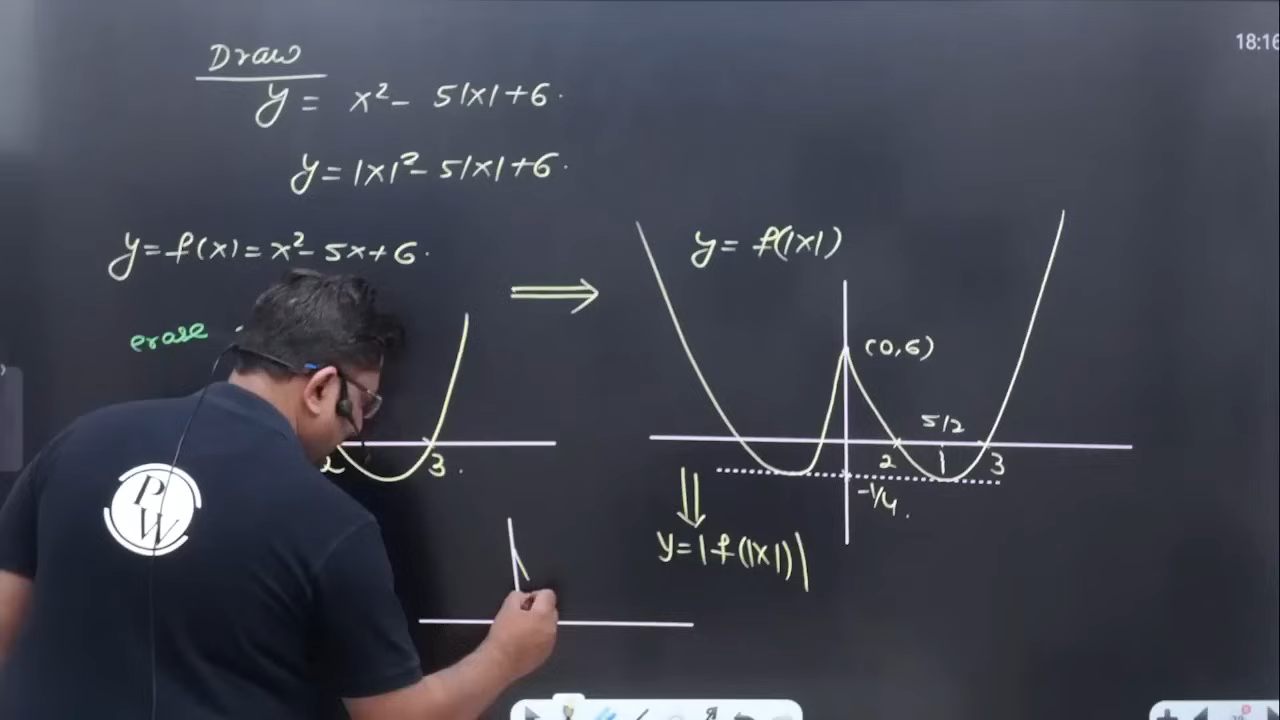 Draw
y = x² - 5|x| + 6.
y = |x|² - 5|x| + 6.
y = f(x) = x² - 5x + 6.
erase
2
3.
y = f(|x|)
(0,6)
5/2
2
3
-1/4.
y = |f(|x|)|
PW
18:16